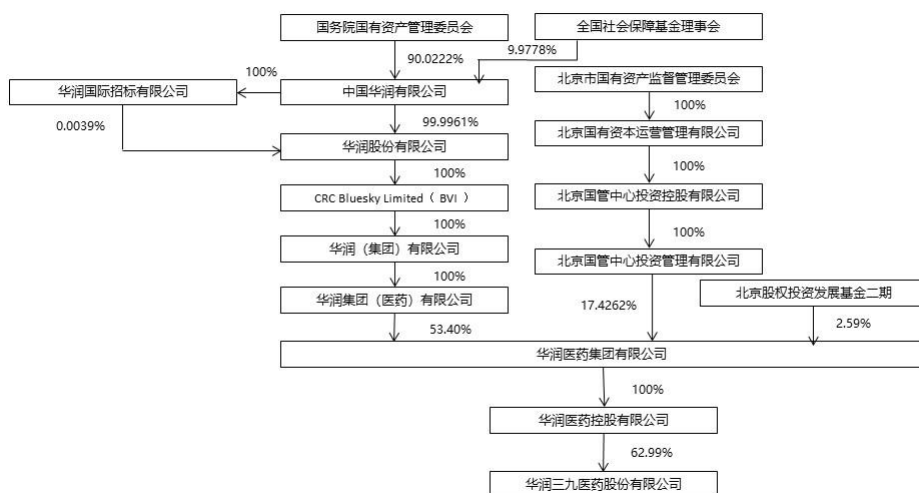 国务院国有资产管理委员会
全国社会保障基金理事会
90.0222%
9.9778%
华润国际招标有限公司
100%
中国华润有限公司
北京市国有资产监督管理委员会
0.0039%
99.9961%
100%
华润股份有限公司
北京国有资本运营管理有限公司
100%
100%
CRC Bluesky Limited（ BVI ）
北京国管中心投资控股有限公司
100%
100%
华润（集团）有限公司
北京国管中心投资管理有限公司
100%
华润集团（医药）有限公司
17.4262%
北京股权投资发展基金二期
53.40%
2.59%
华润医药集团有限公司
100%
华润医药控股有限公司
62.99%
华润三九医药股份有限公司